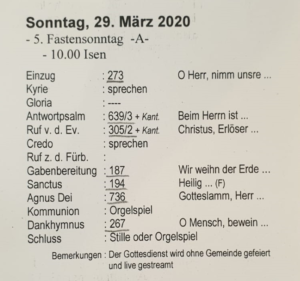 Sonntag, 29. März 2020
- 5. Fastensonntag -A-
- 10.00 Isen
Einzug : 273 O Herr, nimm unsre ...
Kyrie : sprechen
Gloria : ----
Antwortpsalm : 639/3 + Kant. Beim Herrn ist ...
Ruf v. d. Ev. : 305/2 + Kant. Christus, Erlöser ...
Credo : sprechen
Ruf z. d. Fürb. :
Gabenbereitung : 187 Wir weihn der Erde ...
Sanctus : 194 Heilig ... (F)
Agnus Dei : 736 Gotteslamm, Herr ...
Kommunion : Orgelspiel
Dankhymnus : 267 O Mensch, bewein ...
Schluss : Stille oder Orgelspiel
Bemerkungen : Der Gottesdienst wird ohne Gemeinde gefeiert
und live gestreamt